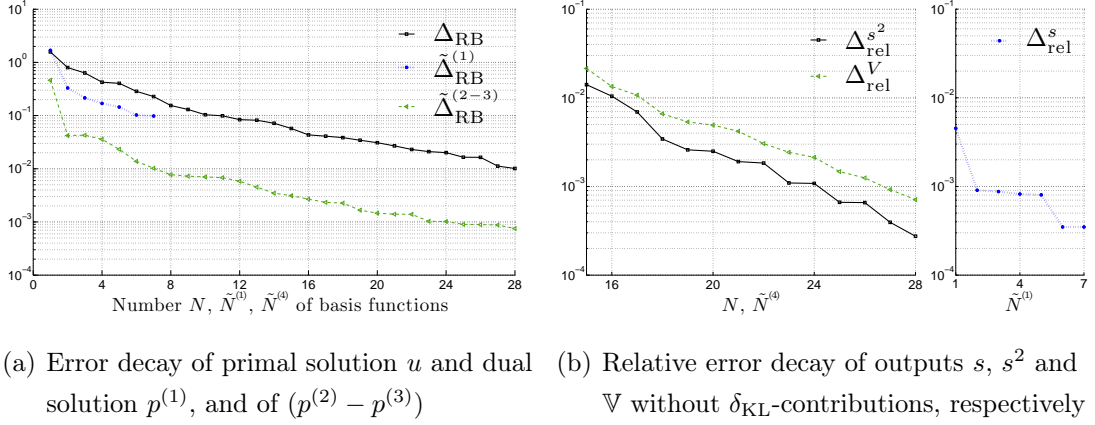 10^1
10^0
10^{-1}
10^{-2}
10^{-3}
10^{-4}
0 4 8 12 16 20 24 28
Number N, Ñ^{(1)}, Ñ^{(4)} of basis functions
Δ_RB
Δ̃_RB^{(1)}
Δ̃_RB^{(2−3)}
10^{-1}
10^{-2}
10^{-3}
10^{-4}
16 20 24 28
N, Ñ^{(4)}
Δ_rel^{s^2}
Δ_rel^V
10^{-1}
10^{-2}
10^{-3}
10^{-4}
1 4 7
Ñ^{(1)}
Δ_rel^s
(a) Error decay of primal solution u and dual
solution p^{(1)}, and of (p^{(2)} − p^{(3)})
(b) Relative error decay of outputs s, s^2 and
𝕍 without δ_KL-contributions, respectively